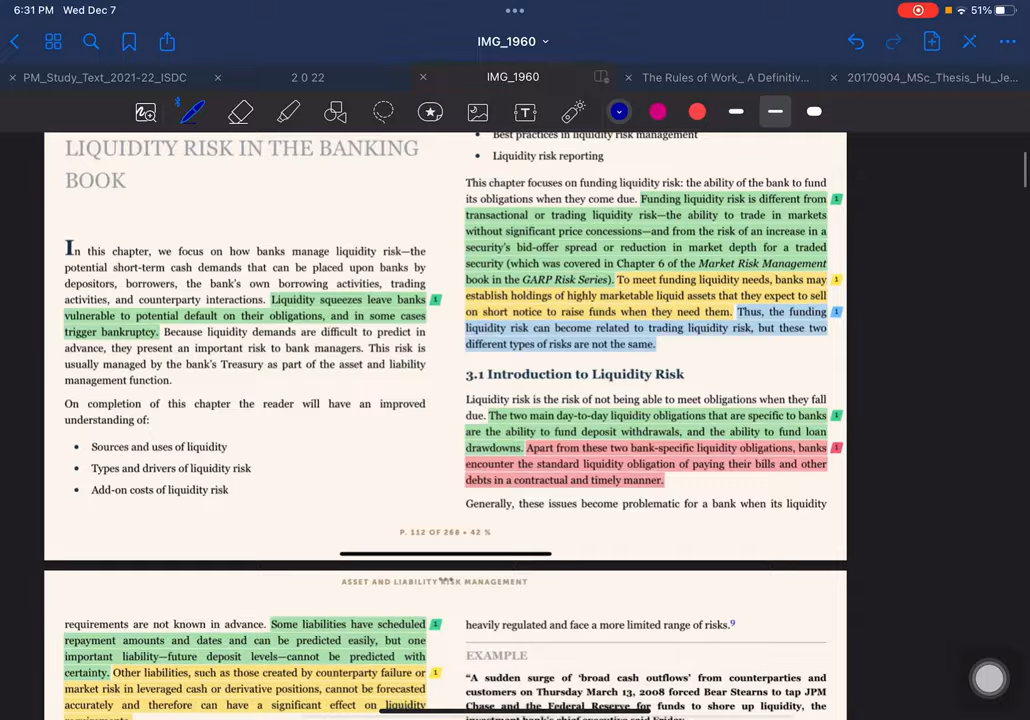 6:31 PM Wed Dec 7
51%
IMG_1960
PM_Study_Text_2021-22_ISDC
2 0 22
IMG_1960
The Rules of Work_ A Definitiv...
20170904_MSc_Thesis_Hu_Je...
LIQUIDITY RISK IN THE BANKING
BOOK
In this chapter, we focus on how banks manage liquidity risk—the
potential short-term cash demands that can be placed upon banks by
depositors, borrowers, the bank's own borrowing activities, trading
activities, and counterparty interactions. Liquidity squeezes leave banks
vulnerable to potential default on their obligations, and in some cases
trigger bankruptcy. Because liquidity demands are difficult to predict in
advance, they present an important risk to bank managers. This risk is
usually managed by the bank's Treasury as part of the asset and liability
management function.
On completion of this chapter the reader will have an improved
understanding of:
• Sources and uses of liquidity
• Types and drivers of liquidity risk
• Add-on costs of liquidity risk
• Best practices in liquidity risk management
• Liquidity risk reporting
This chapter focuses on funding liquidity risk: the ability of the bank to fund
its obligations when they come due. Funding liquidity risk is different from
transactional or trading liquidity risk—the ability to trade in markets
without significant price concessions—and from the risk of an increase in a
security's bid-offer spread or reduction in market depth for a traded
security (which was covered in Chapter 6 of the Market Risk Management
book in the GARP Risk Series). To meet funding liquidity needs, banks may
establish holdings of highly marketable liquid assets that they expect to sell
on short notice to raise funds when they need them. Thus, the funding
liquidity risk can become related to trading liquidity risk, but these two
different types of risks are not the same.
3.1 Introduction to Liquidity Risk
Liquidity risk is the risk of not being able to meet obligations when they fall
due. The two main day-to-day liquidity obligations that are specific to banks
are the ability to fund deposit withdrawals, and the ability to fund loan
drawdowns. Apart from these two bank-specific liquidity obligations, banks
encounter the standard liquidity obligation of paying their bills and other
debts in a contractual and timely manner.
Generally, these issues become problematic for a bank when its liquidity
P. 112 OF 268 • 42 %
ASSET AND LIABILITY RISK MANAGEMENT
requirements are not known in advance. Some liabilities have scheduled
repayment amounts and dates and can be predicted easily, but one
important liability—future deposit levels—cannot be predicted with
certainty. Other liabilities, such as those created by counterparty failure or
market risk in leveraged cash or derivative positions, cannot be forecasted
accurately and therefore can have a significant effect on liquidity
requirements.
heavily regulated and face a more limited range of risks.9
EXAMPLE
"A sudden surge of 'broad cash outflows' from counterparties and
customers on Thursday March 13, 2008 forced Bear Stearns to tap JPM
Chase and the Federal Reserve for funds to shore up liquidity, the
investment bank's chief executive said Friday.